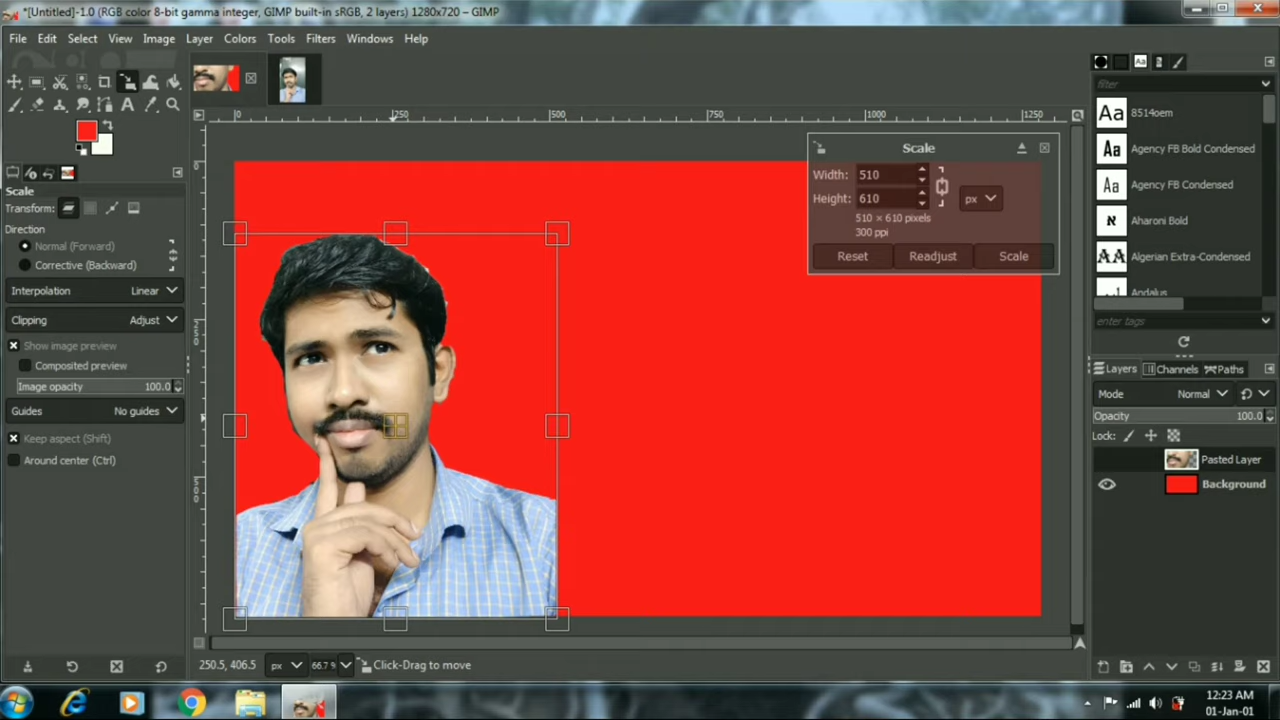 *[Untitled]-1.0 (RGB color 8-bit gamma integer, GIMP built-in sRGB, 2 layers) 1280x720 – GIMP
File Edit Select View Image Layer Colors Tools Filters Windows Help
0 250 500 750 1000 1250
Scale
Transform:
Direction
Normal (Forward)
Corrective (Backward)
Interpolation Linear
Clipping Adjust
Show image preview
Composited preview
Image opacity 100.0
Guides No guides
Keep aspect (Shift)
Around center (Ctrl)
Scale
Width: 510
Height: 610 px
510 × 610 pixels
300 ppi
Reset Readjust Scale
filter
Aa 8514oem
Aa Agency FB Bold Condensed
Aa Agency FB Condensed
א Aharoni Bold
AA Algerian Extra-Condensed
Andalus
enter tags
Layers Channels Paths
Mode Normal
Opacity 100.0
Lock:
Pasted Layer
Background
250.5, 406.5 px 66.7 % Click-Drag to move
12:23 AM
01-Jan-01